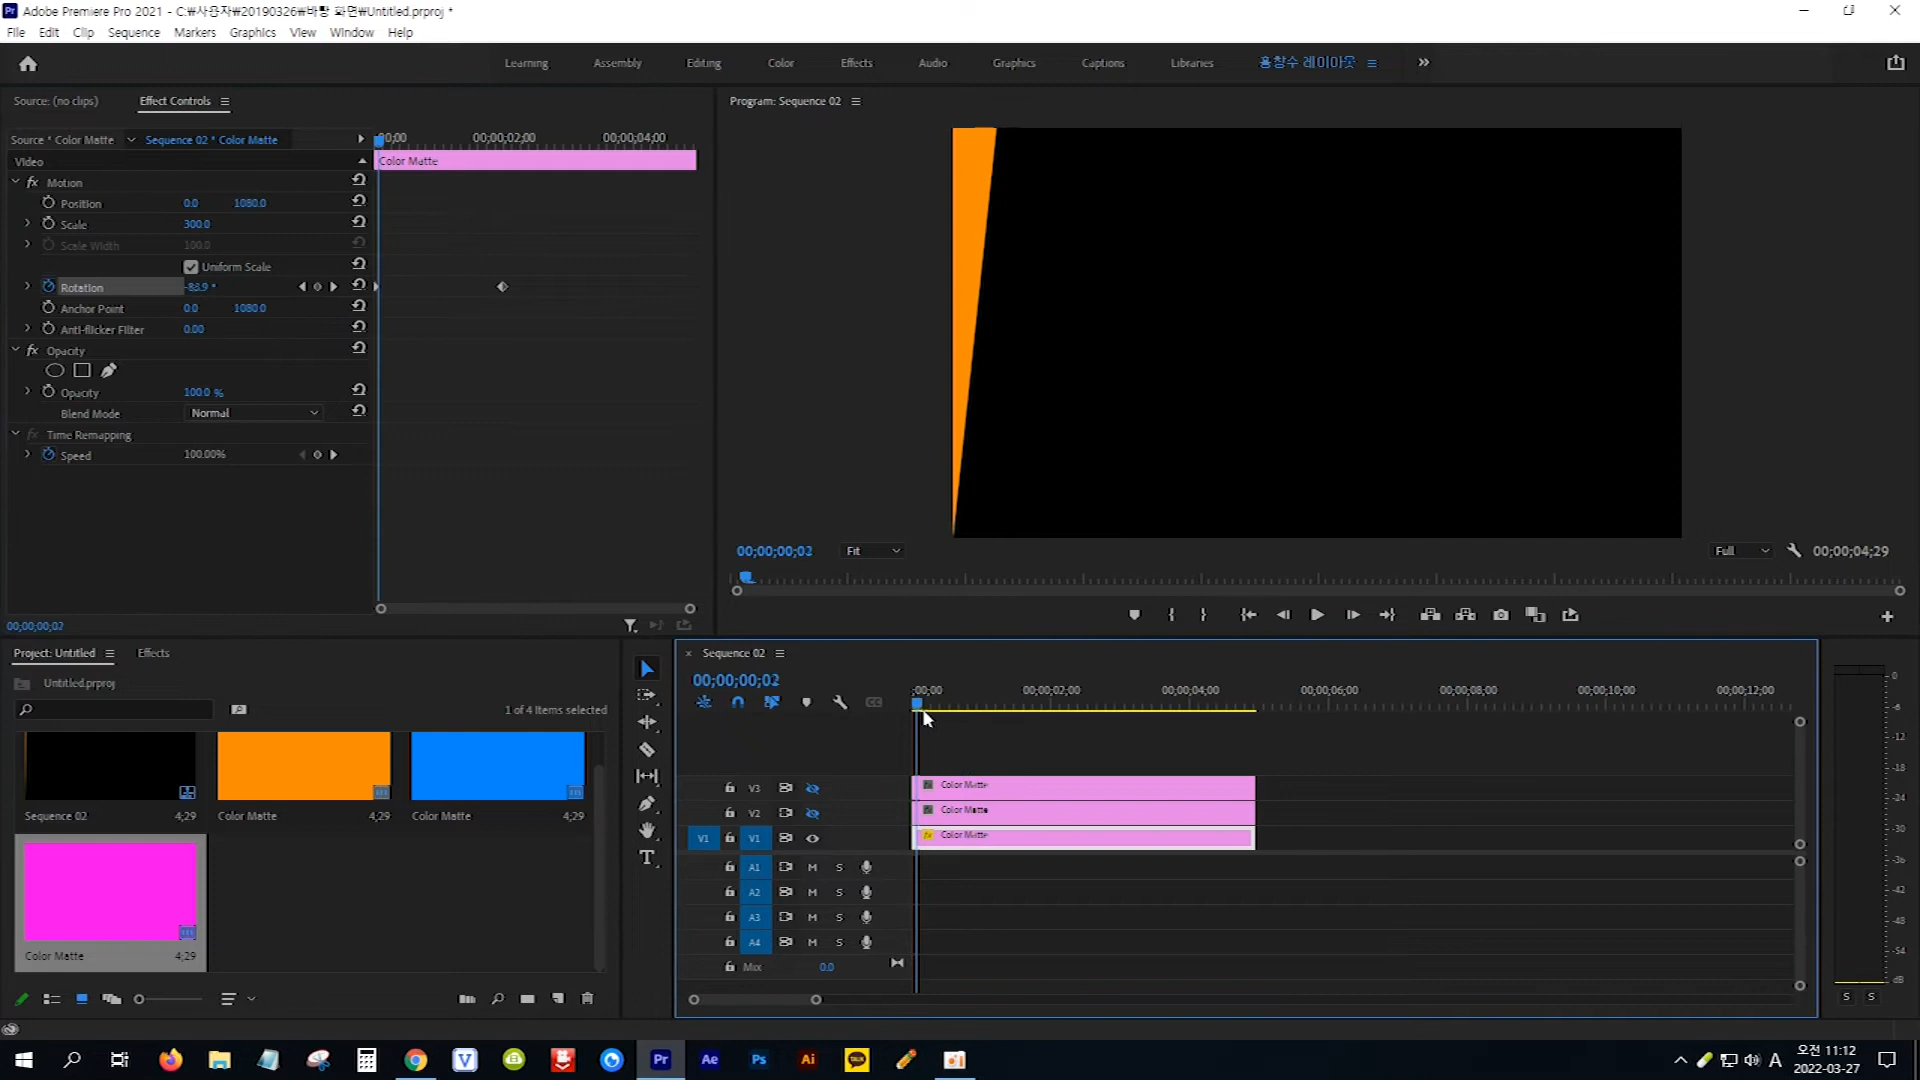 Adobe Premiere Pro 2021 - C:₩사용자₩20190326₩바탕 화면₩Untitled.prproj *
File Edit Clip Sequence Markers Graphics View Window Help
Learning Assembly Editing Color Effects Audio Graphics Captions Libraries 용창수 레이아웃
Source: (no clips) Effect Controls
Program: Sequence 02
Source * Color Matte Sequence 02 * Color Matte
00;00 00;00;02;00 00;00;04;00
Video
Color Matte
fx Motion
Position 0.0 1080.0
Scale 300.0
Scale Width 100.0
Uniform Scale
Rotation -83.9 °
Anchor Point 0.0 1080.0
Anti-flicker Filter 0.00
fx Opacity
Opacity 100.0 %
Blend Mode Normal
fx Time Remapping
Speed 100.00%
00;00;00;02 Fit Full 00;00;04;29
00;00;00;02
Project: Untitled Effects
Untitled.prproj
1 of 4 items selected
Sequence 02 4;29
Color Matte 4;29
Color Matte 4;29
Color Matte 4;29
Sequence 02
00;00;00;02
;00;00 00;00;02;00 00;00;04;00 00;00;06;00 00;00;08;00 00;00;10;00 00;00;12;00
V3 Color Matte
V2 Color Matte
V1 V1 fx Color Matte
A1 M S
A2 M S
A3 M S
A4 M S
Mix 0.0
0
-6
-12
-18
-24
-30
-36
-42
-48
-54
dB
S S
Pr Ae Ps Ai TALK
A
오전 11:12
2022-03-27